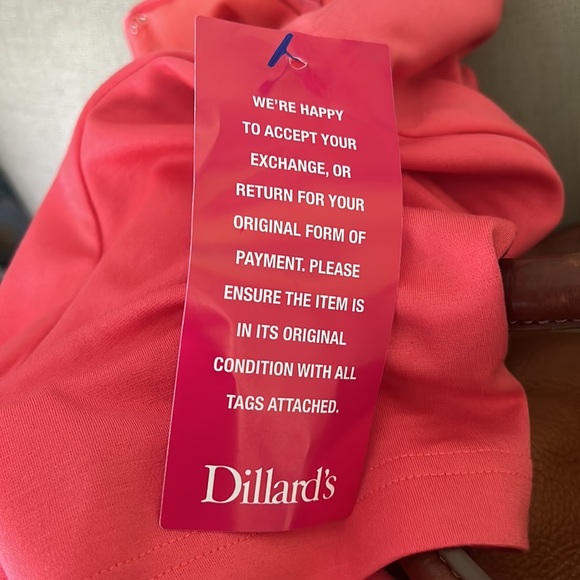 WE'RE HAPPY
TO ACCEPT YOUR
EXCHANGE, OR
RETURN FOR YOUR
ORIGINAL FORM OF
PAYMENT. PLEASE
ENSURE THE ITEM IS
IN ITS ORIGINAL
CONDITION WITH ALL
TAGS ATTACHED.
Dillard's